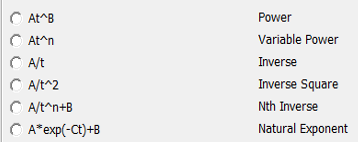 At^B Power
At^n Variable Power
A/t Inverse
A/t^2 Inverse Square
A/t^n+B Nth Inverse
A*exp(-Ct)+B Natural Exponent